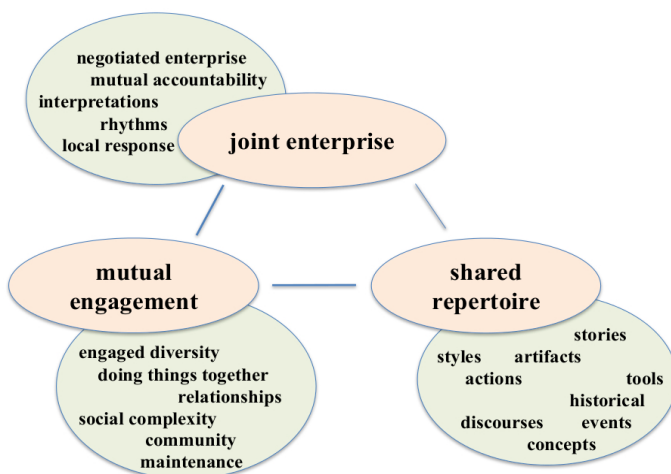 negotiated enterprise
mutual accountability
interpretations
rhythms
local response
joint enterprise
mutual
engagement
engaged diversity
doing things together
relationships
social complexity
community
maintenance
shared
repertoire
stories
styles artifacts
actions tools
historical
discourses events
concepts